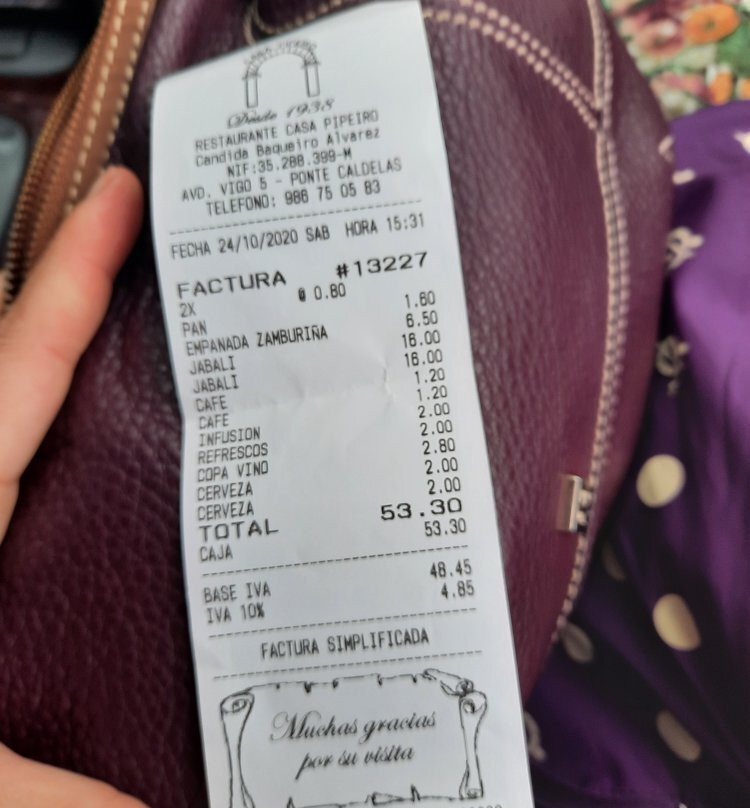 Desde 1938
RESTAURANTE CASA PIPEIRO
Candida Baqueiro Alvarez
NIF:35.288.399-M
AVD. VIGO 5 - PONTE CALDELAS
TELEFONO: 986 75 05 83
FECHA 24/10/2020 SAB HORA 15:31
FACTURA #13227
2X @ 0.80
PAN 1.60
EMPANADA ZAMBURIÑA 6.50
JABALI 16.00
JABALI 16.00
CAFE 1.20
CAFE 1.20
INFUSION 2.00
REFRESCOS 2.00
COPA VINO 2.80
CERVEZA 2.00
CERVEZA 2.00
TOTAL 53.30
CAJA 53.30
BASE IVA 48.45
IVA 10% 4.85
FACTURA SIMPLIFICADA
Muchas gracias
por su visita